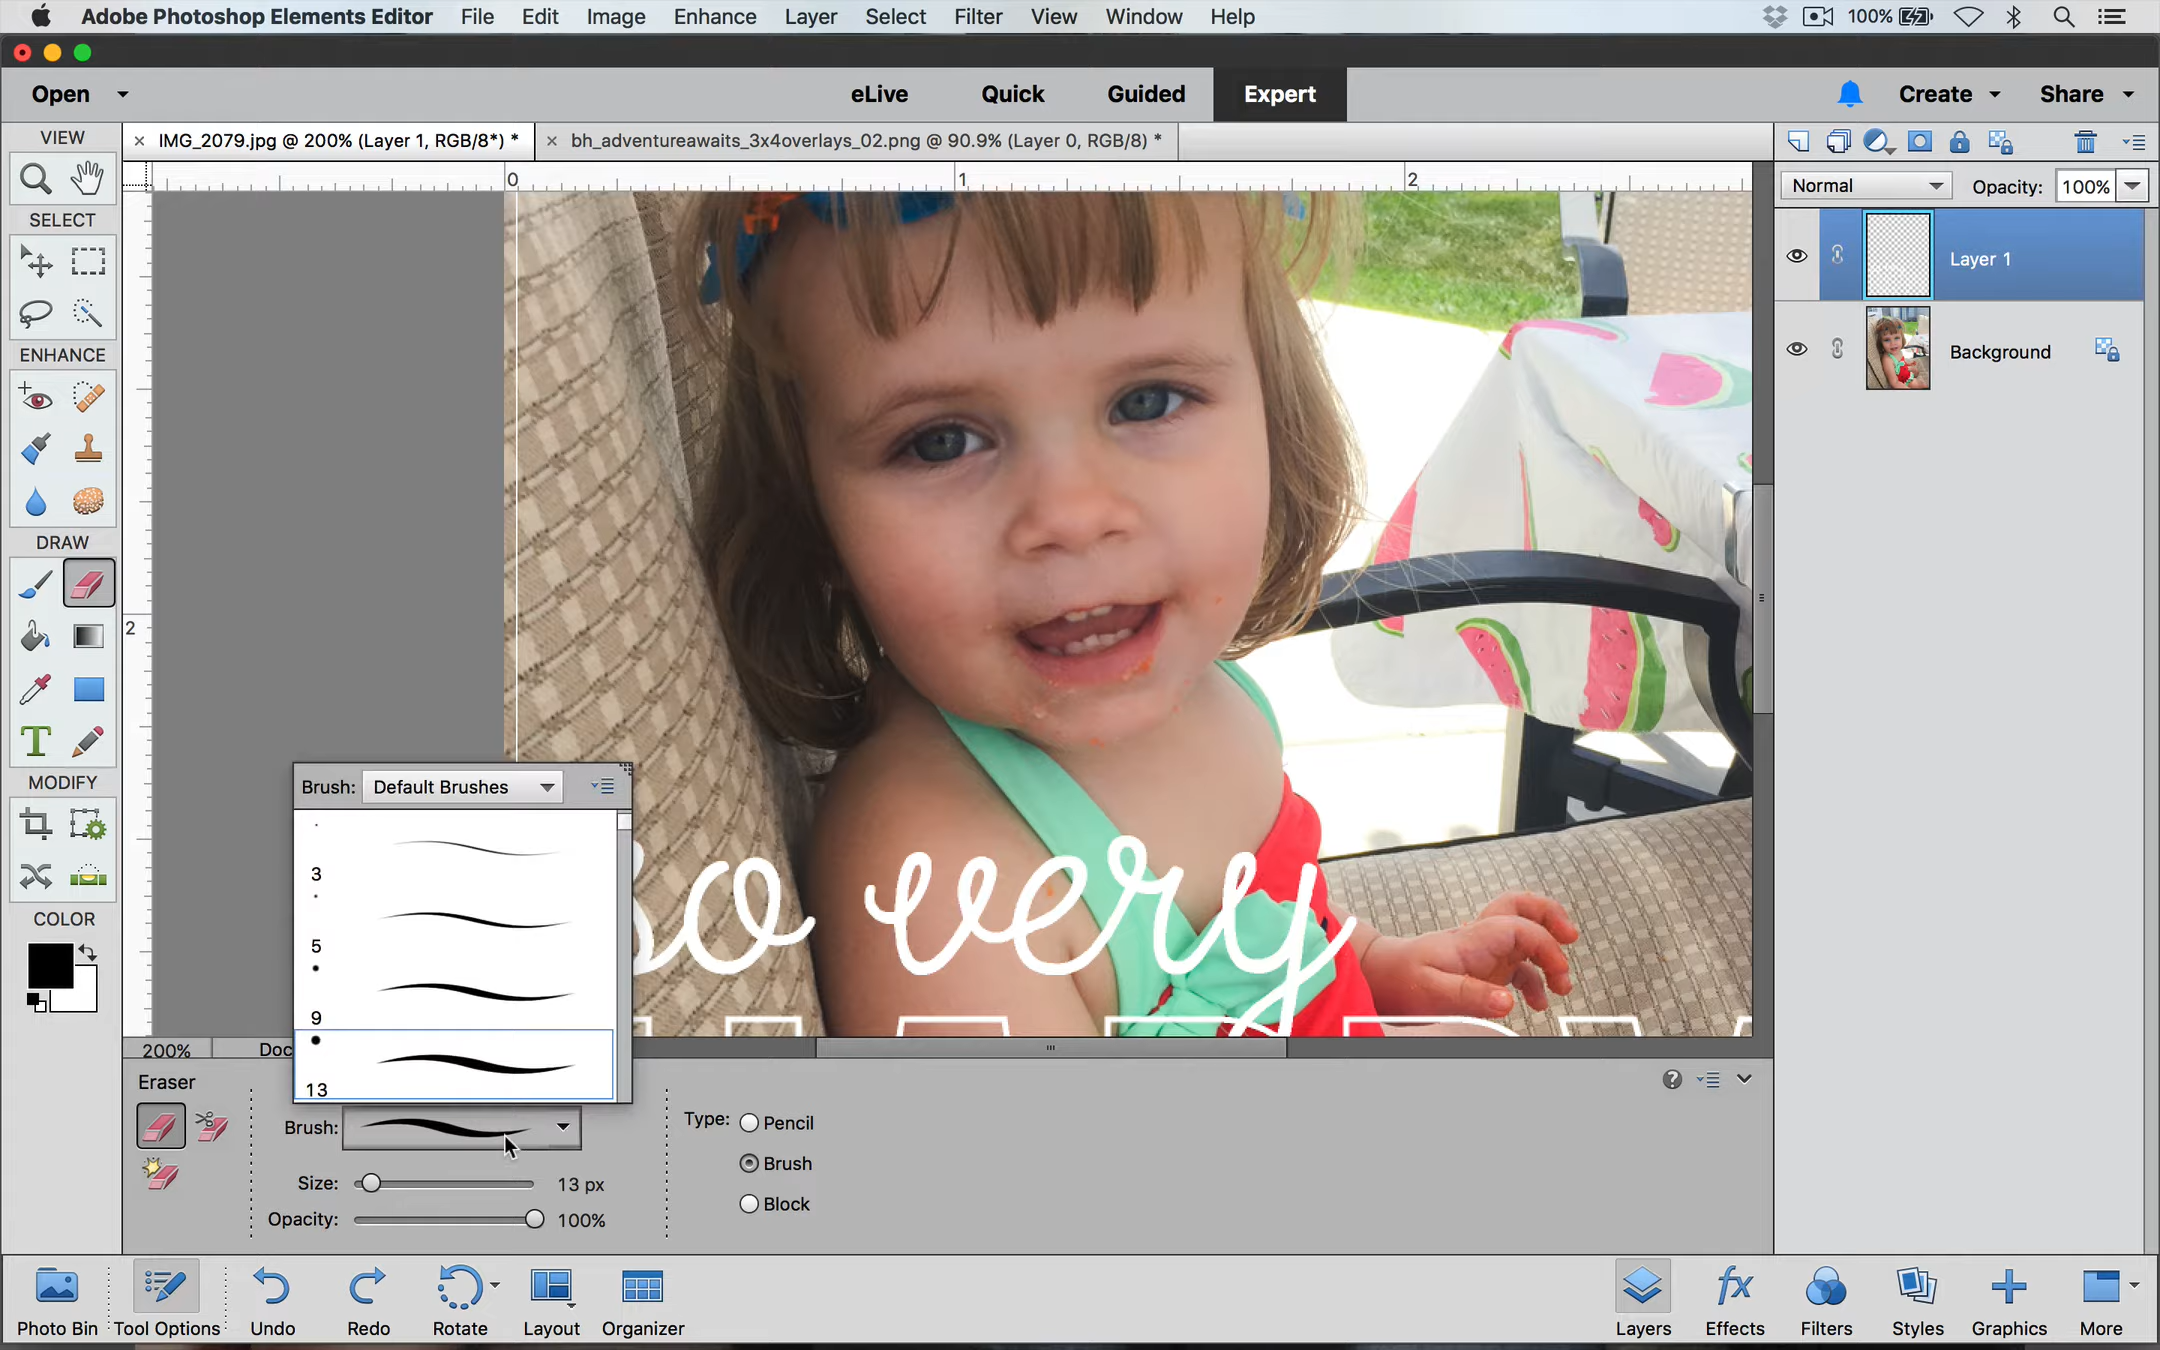 Adobe Photoshop Elements Editor File Edit Image Enhance Layer Select Filter View Window Help 100%
Open eLive Quick Guided Expert Create Share
VIEW
× IMG_2079.jpg @ 200% (Layer 1, RGB/8*) * × bh_adventureawaits_3x4overlays_02.png @ 90.9% (Layer 0, RGB/8) *
0 1 2
Normal Opacity: 100%
SELECT
Layer 1
ENHANCE
Background
DRAW
2
MODIFY
Brush: Default Brushes
3
COLOR
so very
5
9
13
200% Doc
Eraser
Brush:
Size: 13 px
Opacity: 100%
Type: Pencil
Brush
Block
Photo Bin Tool Options Undo Redo Rotate Layout Organizer Layers Effects Filters Styles Graphics More